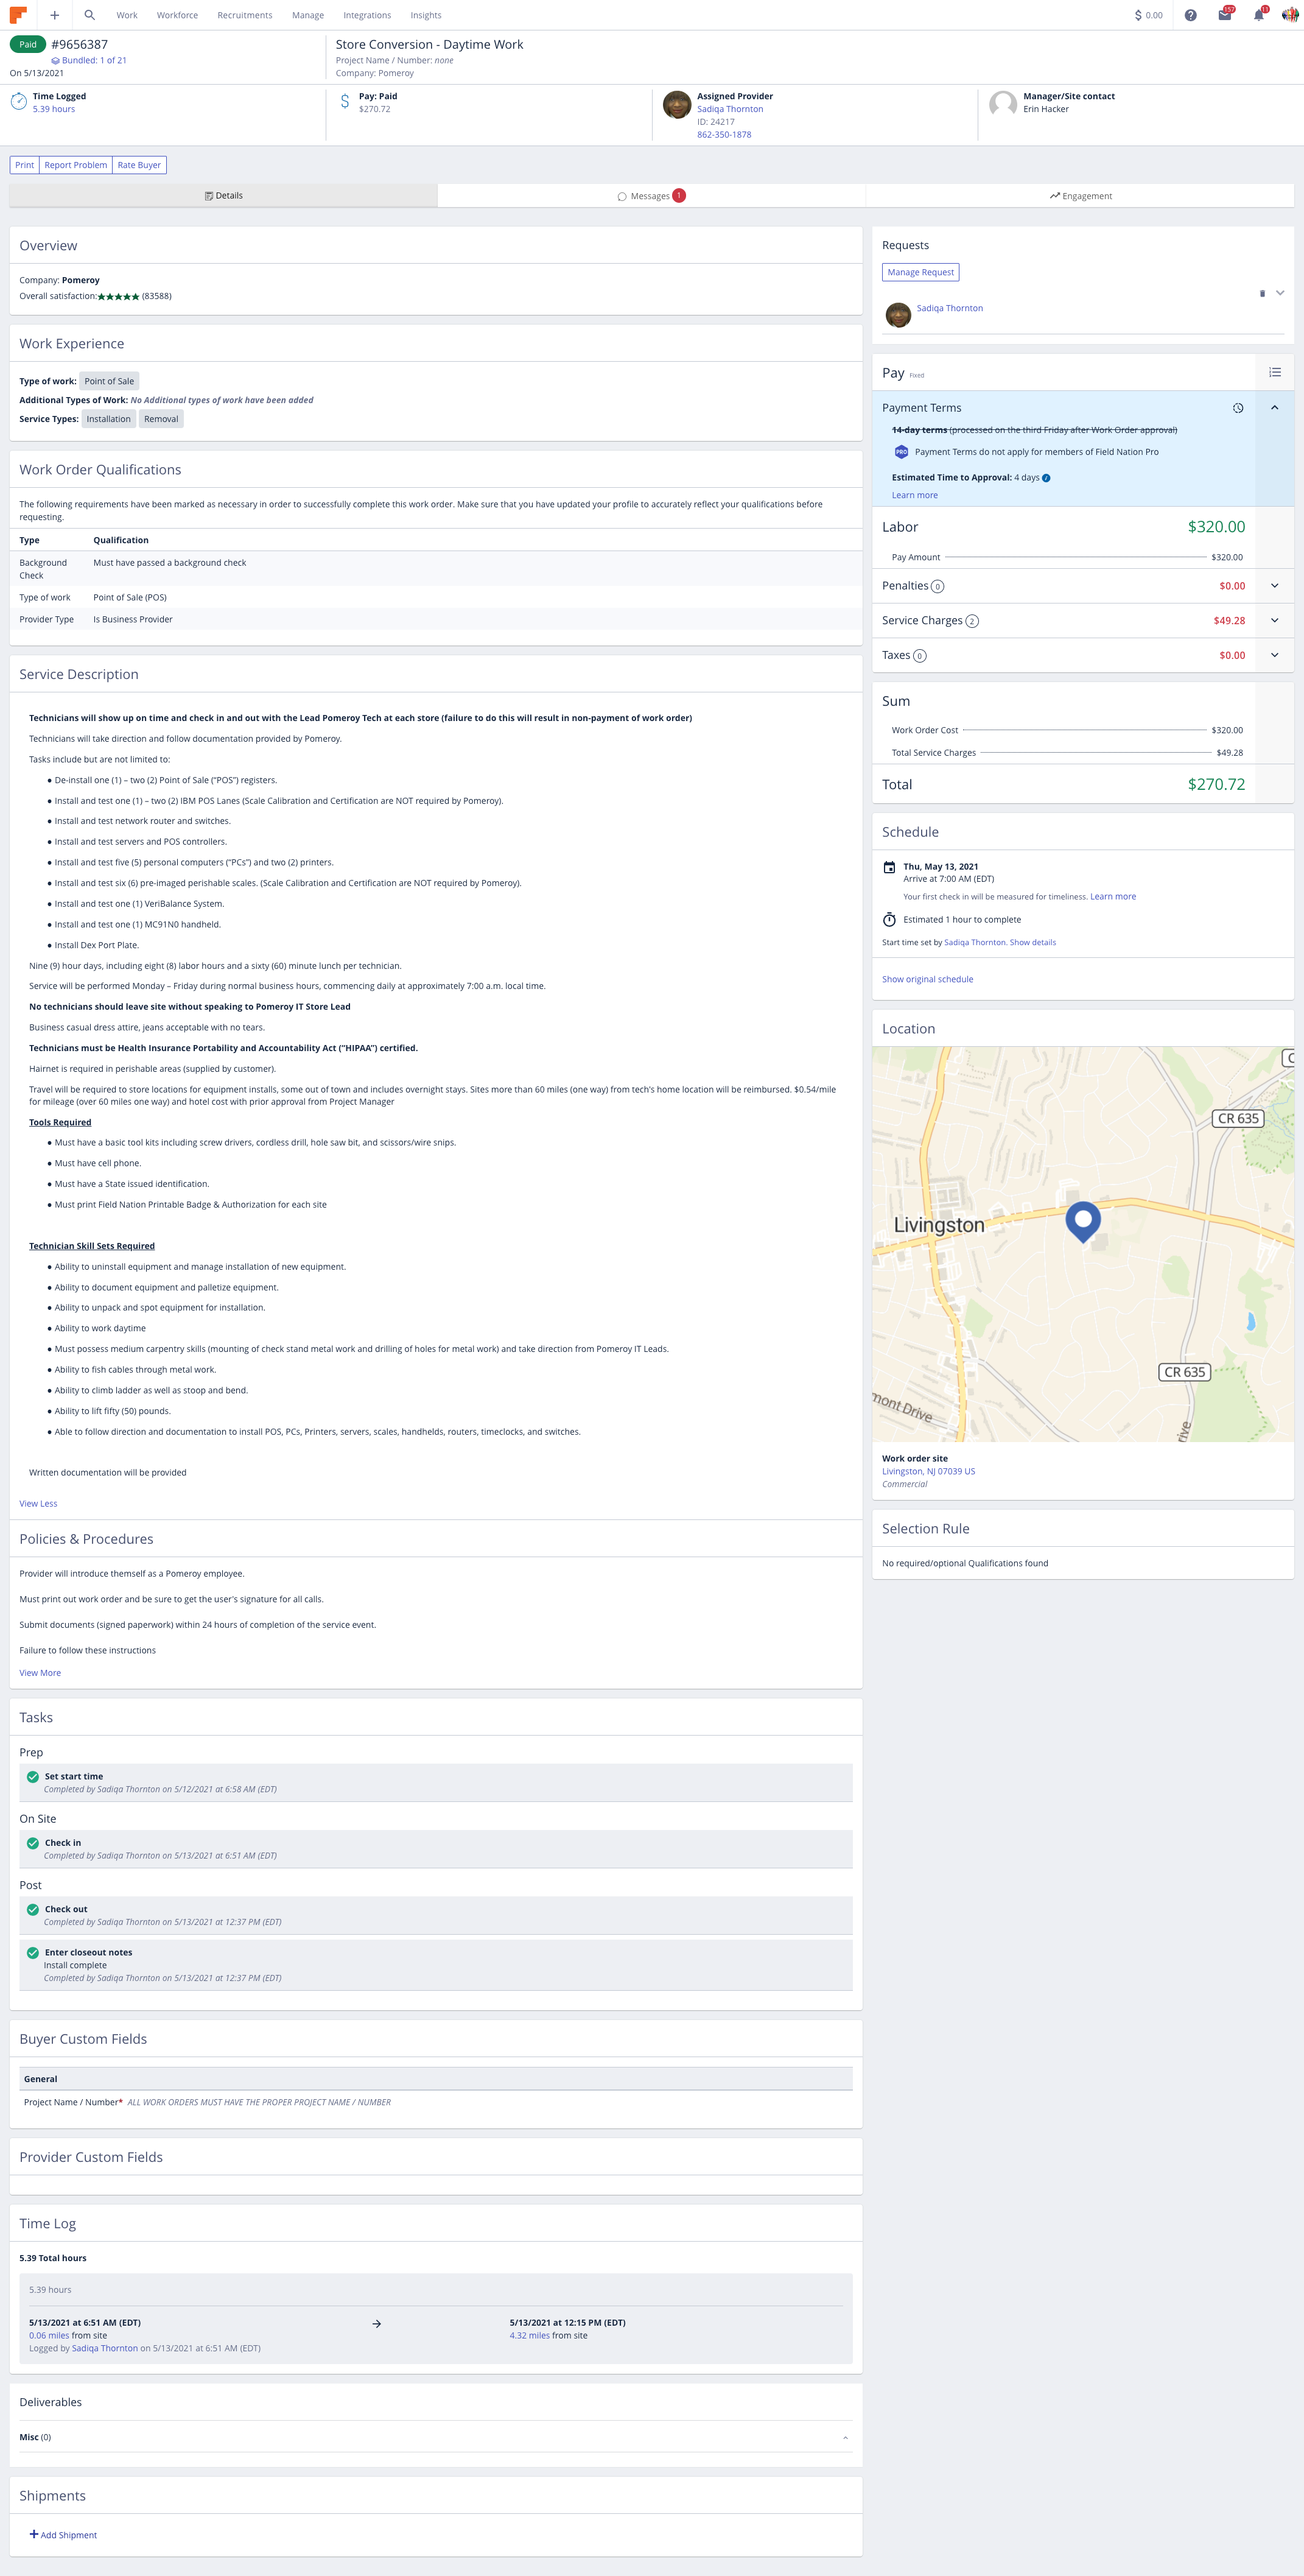 Work Workforce Recruitments Manage Integrations Insights
$ 0.00
157
11
Paid #9656387
Bundled: 1 of 21
On 5/13/2021
Store Conversion - Daytime Work
Project Name / Number: none
Company: Pomeroy
Time Logged
5.39 hours
Pay: Paid
$270.72
Assigned Provider
Sadiqa Thornton
ID: 24217
862-350-1878
Manager/Site contact
Erin Hacker
Print Report Problem Rate Buyer
Details
Messages 1
Engagement
Overview
Company: Pomeroy
Overall satisfaction:★★★★★ (83588)
Work Experience
Type of work: Point of Sale
Additional Types of Work: No Additional types of work have been added
Service Types: Installation Removal
Work Order Qualifications
The following requirements have been marked as necessary in order to successfully complete this work order. Make sure that you have updated your profile to accurately reflect your qualifications before
requesting.
Type Qualification
Background
Check
Must have passed a background check
Type of work Point of Sale (POS)
Provider Type Is Business Provider
Service Description
Technicians will show up on time and check in and out with the Lead Pomeroy Tech at each store (failure to do this will result in non-payment of work order)
Technicians will take direction and follow documentation provided by Pomeroy.
Tasks include but are not limited to:
● De-install one (1) – two (2) Point of Sale (“POS”) registers.
● Install and test one (1) – two (2) IBM POS Lanes (Scale Calibration and Certification are NOT required by Pomeroy).
● Install and test network router and switches.
● Install and test servers and POS controllers.
● Install and test five (5) personal computers (“PCs”) and two (2) printers.
● Install and test six (6) pre-imaged perishable scales. (Scale Calibration and Certification are NOT required by Pomeroy).
● Install and test one (1) VeriBalance System.
● Install and test one (1) MC91N0 handheld.
● Install Dex Port Plate.
Nine (9) hour days, including eight (8) labor hours and a sixty (60) minute lunch per technician.
Service will be performed Monday – Friday during normal business hours, commencing daily at approximately 7:00 a.m. local time.
No technicians should leave site without speaking to Pomeroy IT Store Lead
Business casual dress attire, jeans acceptable with no tears.
Technicians must be Health Insurance Portability and Accountability Act (“HIPAA”) certified.
Hairnet is required in perishable areas (supplied by customer).
Travel will be required to store locations for equipment installs, some out of town and includes overnight stays. Sites more than 60 miles (one way) from tech's home location will be reimbursed. $0.54/mile
for mileage (over 60 miles one way) and hotel cost with prior approval from Project Manager
Tools Required
● Must have a basic tool kits including screw drivers, cordless drill, hole saw bit, and scissors/wire snips.
● Must have cell phone.
● Must have a State issued identification.
● Must print Field Nation Printable Badge & Authorization for each site
Technician Skill Sets Required
● Ability to uninstall equipment and manage installation of new equipment.
● Ability to document equipment and palletize equipment.
● Ability to unpack and spot equipment for installation.
● Ability to work daytime
● Must possess medium carpentry skills (mounting of check stand metal work and drilling of holes for metal work) and take direction from Pomeroy IT Leads.
● Ability to fish cables through metal work.
● Ability to climb ladder as well as stoop and bend.
● Ability to lift fifty (50) pounds.
● Able to follow direction and documentation to install POS, PCs, Printers, servers, scales, handhelds, routers, timeclocks, and switches.
Written documentation will be provided
View Less
Policies & Procedures
Provider will introduce themself as a Pomeroy employee.
Must print out work order and be sure to get the user's signature for all calls.
Submit documents (signed paperwork) within 24 hours of completion of the service event.
Failure to follow these instructions
View More
Tasks
Prep
Set start time
Completed by Sadiqa Thornton on 5/12/2021 at 6:58 AM (EDT)
On Site
Check in
Completed by Sadiqa Thornton on 5/13/2021 at 6:51 AM (EDT)
Post
Check out
Completed by Sadiqa Thornton on 5/13/2021 at 12:37 PM (EDT)
Enter closeout notes
Install complete
Completed by Sadiqa Thornton on 5/13/2021 at 12:37 PM (EDT)
Buyer Custom Fields
General
Project Name / Number* ALL WORK ORDERS MUST HAVE THE PROPER PROJECT NAME / NUMBER
Provider Custom Fields
Time Log
5.39 Total hours
5.39 hours
5/13/2021 at 6:51 AM (EDT)
0.06 miles from site
Logged by Sadiqa Thornton on 5/13/2021 at 6:51 AM (EDT)
5/13/2021 at 12:15 PM (EDT)
4.32 miles from site
Deliverables
Misc (0)
Shipments
+ Add Shipment
Requests
Manage Request
Sadiqa Thornton
Pay Fixed
Payment Terms
14-day terms (processed on the third Friday after Work Order approval)
PRO Payment Terms do not apply for members of Field Nation Pro
Estimated Time to Approval: 4 days
Learn more
Labor $320.00
Pay Amount $320.00
Penalties 0 $0.00
Service Charges 2 $49.28
Taxes 0 $0.00
Sum
Work Order Cost $320.00
Total Service Charges $49.28
Total $270.72
Schedule
Thu, May 13, 2021
Arrive at 7:00 AM (EDT)
Your first check in will be measured for timeliness. Learn more
Estimated 1 hour to complete
Start time set by Sadiqa Thornton. Show details
Show original schedule
Location
C
CR 635
Livingston
CR 635
mont Drive
rive
Work order site
Livingston, NJ 07039 US
Commercial
Selection Rule
No required/optional Qualifications found